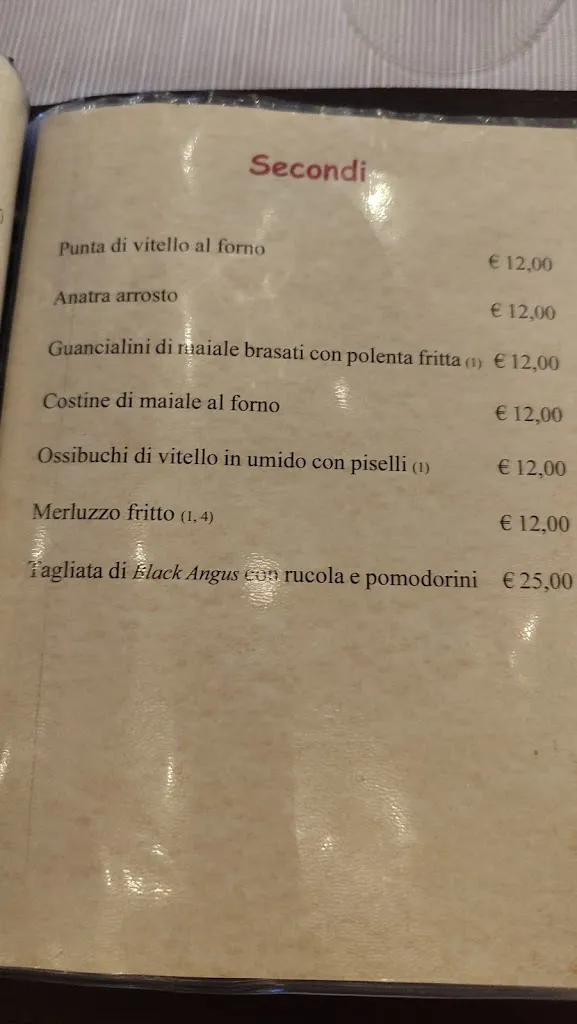 Secondi
Punta di vitello al forno € 12,00
Anatra arrosto € 12,00
Guancialini di maiale brasati con polenta fritta (1) € 12,00
Costine di maiale al forno € 12,00
Ossibuchi di vitello in umido con piselli (1) € 12,00
Merluzzo fritto (1, 4) € 12,00
Tagliata di Black Angus con rucola e pomodorini € 25,00